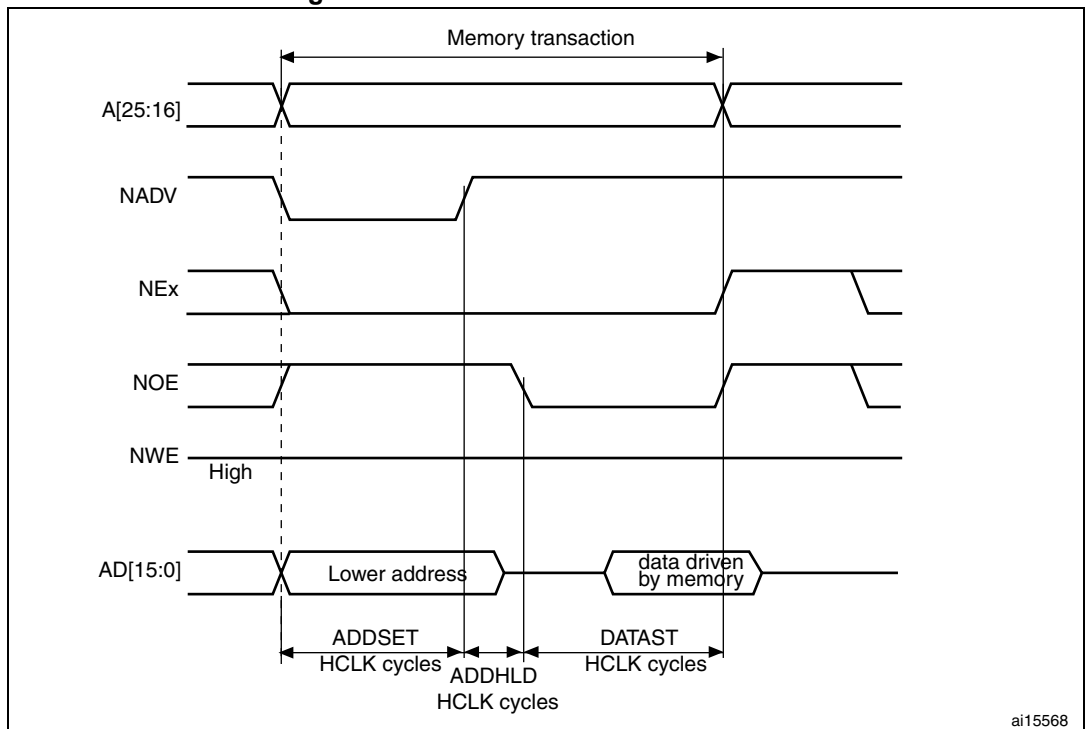 Memory transaction
A[25:16]
NADV
NEx
NOE
NWE
High
AD[15:0]
Lower address
data driven
by memory
ADDSET
HCLK cycles
ADDHLD
HCLK cycles
DATAST
HCLK cycles
ai15568